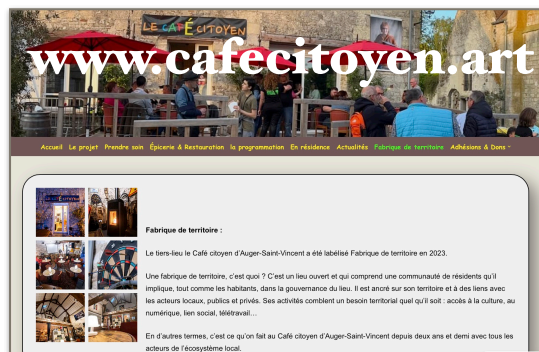 LE CAFÉ CITOYEN
www.cafecitoyen.art
Accueil Le projet Prendre soin Épicerie & Restauration la programmation En résidence Actualités Fabrique de territoire Adhésions & Dons
Fabrique de territoire :
Le tiers-lieu le Café citoyen d'Auger-Saint-Vincent a été labélisé Fabrique de territoire en 2023.
Une fabrique de territoire, c'est quoi ? C'est un lieu ouvert et qui comprend une communauté de résidents qu'il
implique, tout comme les habitants, dans la gouvernance du lieu. Il est ancré sur son territoire et à des liens avec
les acteurs locaux, publics et privés. Ses activités comblent un besoin territorial quel qu'il soit : accès à la culture, au
numérique, lien social, télétravail…
En d'autres termes, c'est ce qu'on fait au Café citoyen d'Auger-Saint-Vincent depuis deux ans et demi avec tous les
acteurs de l'écosystème local.